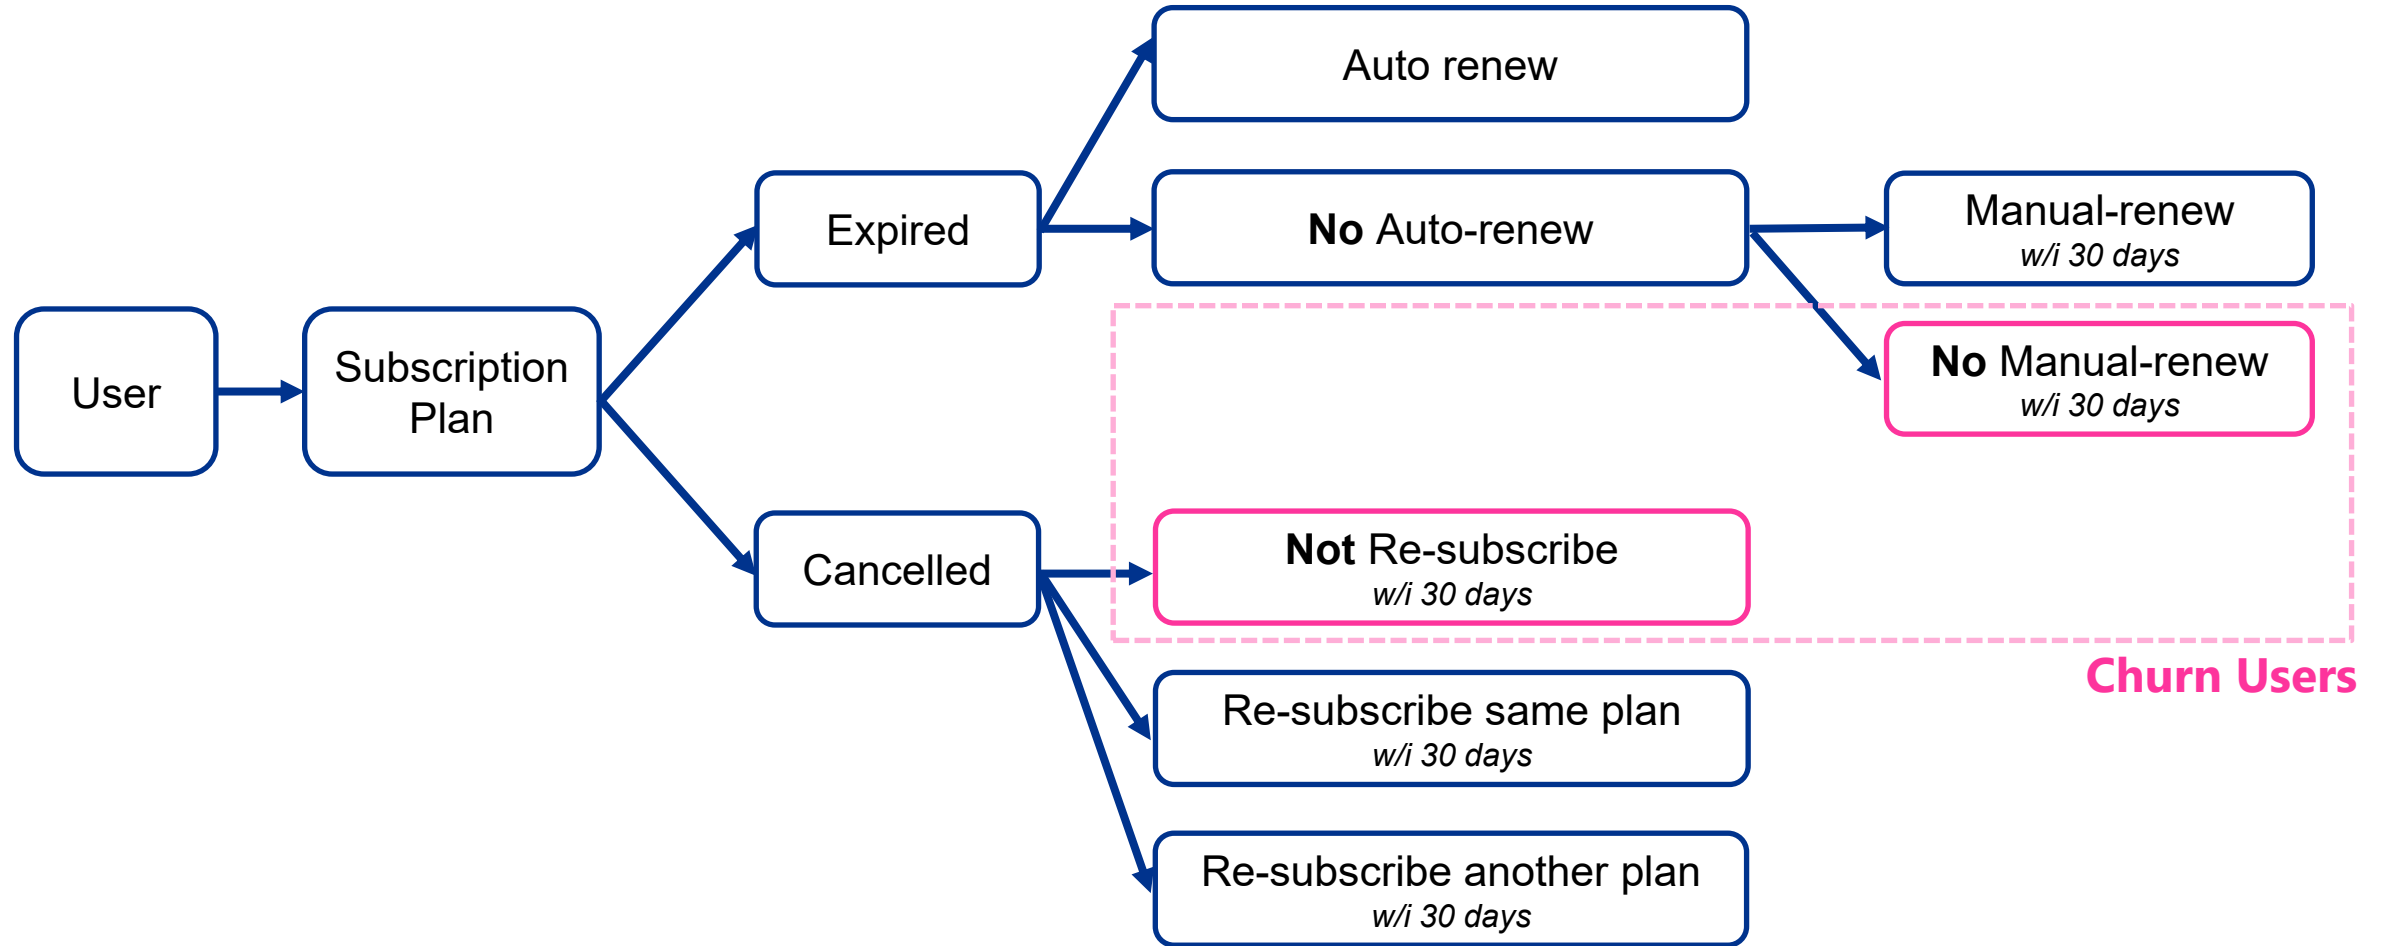 Auto renew
Expired
No Auto-renew
Manual-renew
w/i 30 days
User
Subscription
Plan
No Manual-renew
w/i 30 days
Cancelled
Not Re-subscribe
w/i 30 days
Churn Users
Re-subscribe same plan
w/i 30 days
Re-subscribe another plan
w/i 30 days